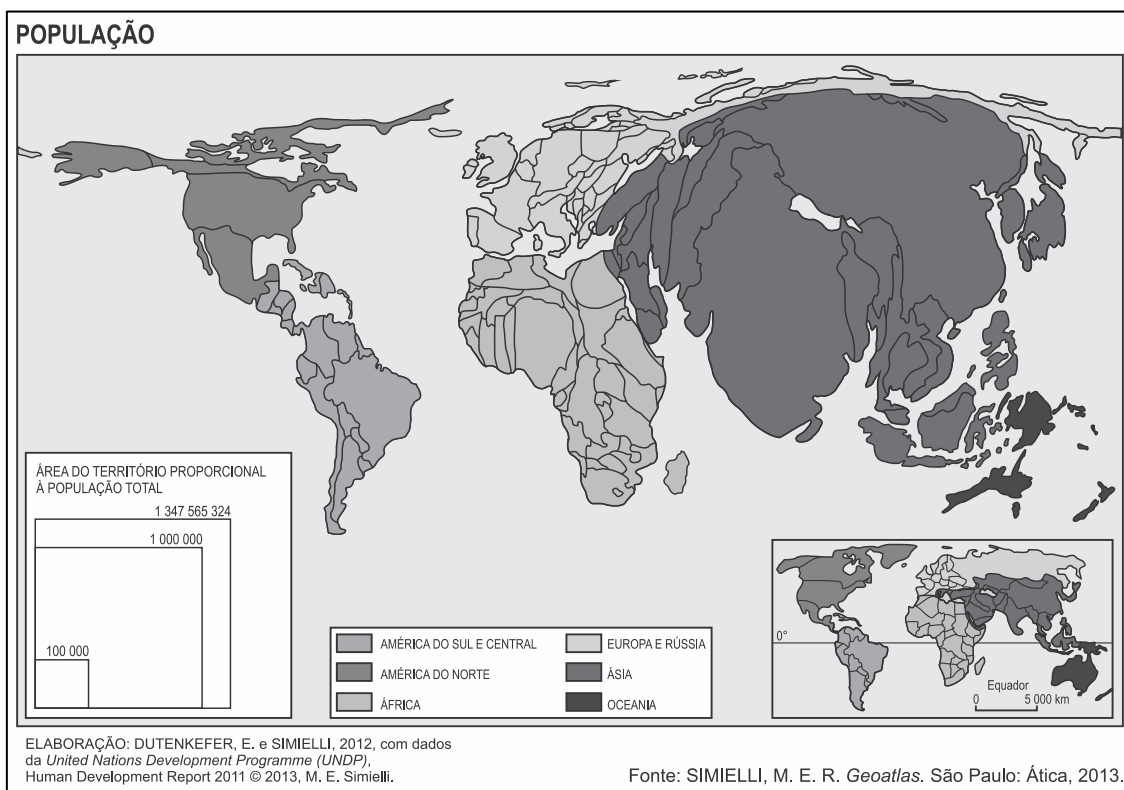 POPULAÇÃO
ÁREA DO TERRITÓRIO PROPORCIONAL
À POPULAÇÃO TOTAL
1 347 565 324
1 000 000
100 000
AMÉRICA DO SUL E CENTRAL
AMÉRICA DO NORTE
ÁFRICA
EUROPA E RÚSSIA
ÁSIA
OCEANIA
0°
Equador
0 5 000 km
ELABORAÇÃO: DUTENKEFER, E. e SIMIELLI, 2012, com dados
da United Nations Development Programme (UNDP),
Human Development Report 2011 © 2013, M. E. Simielli.
Fonte: SIMIELLI, M. E. R. Geoatlas. São Paulo: Ática, 2013.